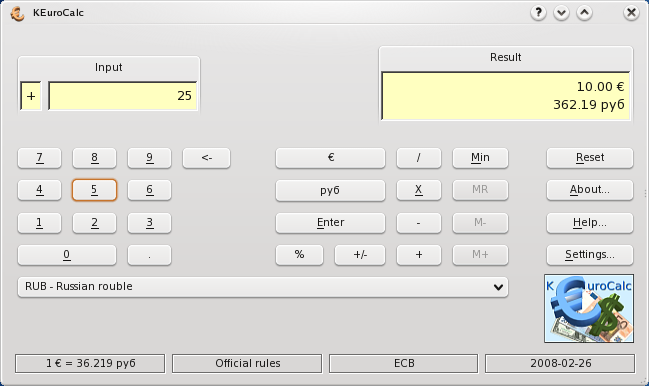 KEuroCalc
?
Input
+
25
Result
10.00 €
362.19 руб
7 8 9 <- € / Min Reset
4 5 6 руб X MR About...
1 2 3 Enter - M- Help...
0 . % +/- + M+ Settings...
RUB - Russian rouble
K uroCalc
1 € = 36.219 руб Official rules ECB 2008-02-26